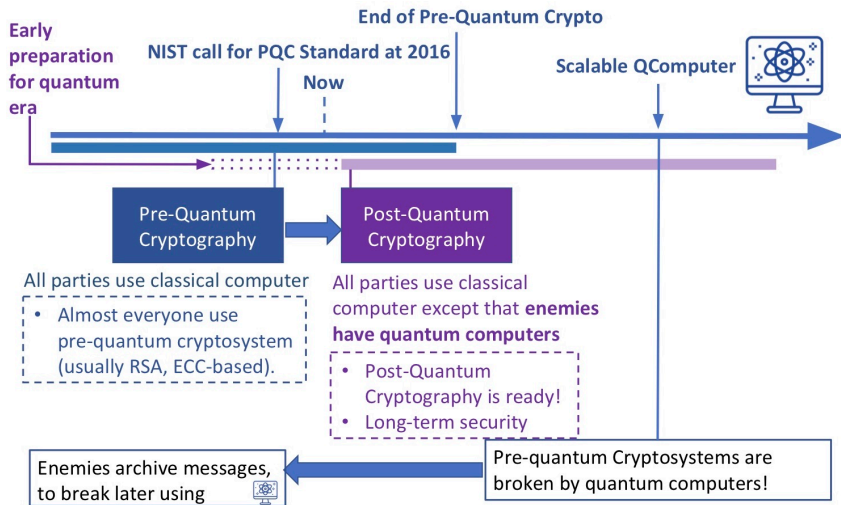 Early
preparation
for quantum
era
NIST call for PQC Standard at 2016
Now
End of Pre-Quantum Crypto
Scalable QComputer
Pre-Quantum
Cryptography
Post-Quantum
Cryptography
All parties use classical computer
• Almost everyone use
pre-quantum cryptosystem
(usually RSA, ECC-based).
All parties use classical
computer except that enemies
have quantum computers
• Post-Quantum
Cryptography is ready!
• Long-term security
Enemies archive messages,
to break later using
Pre-quantum Cryptosystems are
broken by quantum computers!